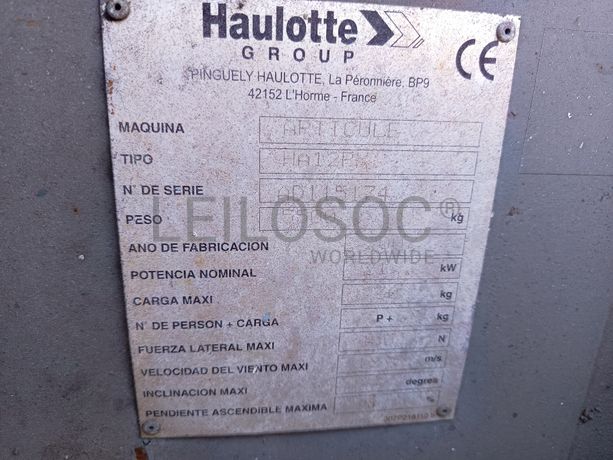 Haulotte
GROUP
PINGUELY HAULOTTE, La Péronnière, BP9
42152 L'Horme - France
CE
MAQUINA ARTICULE
TIPO
N° DE SERIE AD115174
PESO kg
LEILOSOC®
WORLDWIDE
ANO DE FABRICACION
POTENCIA NOMINAL kW
CARGA MAXI kg
N° DE PERSON + CARGA P + kg
FUERZA LATERAL MAXI N
VELOCIDAD DEL VIENTO MAXI m/s
INCLINACION MAXI degres
PENDIENTE ASCENDIBLE MAXIMA %